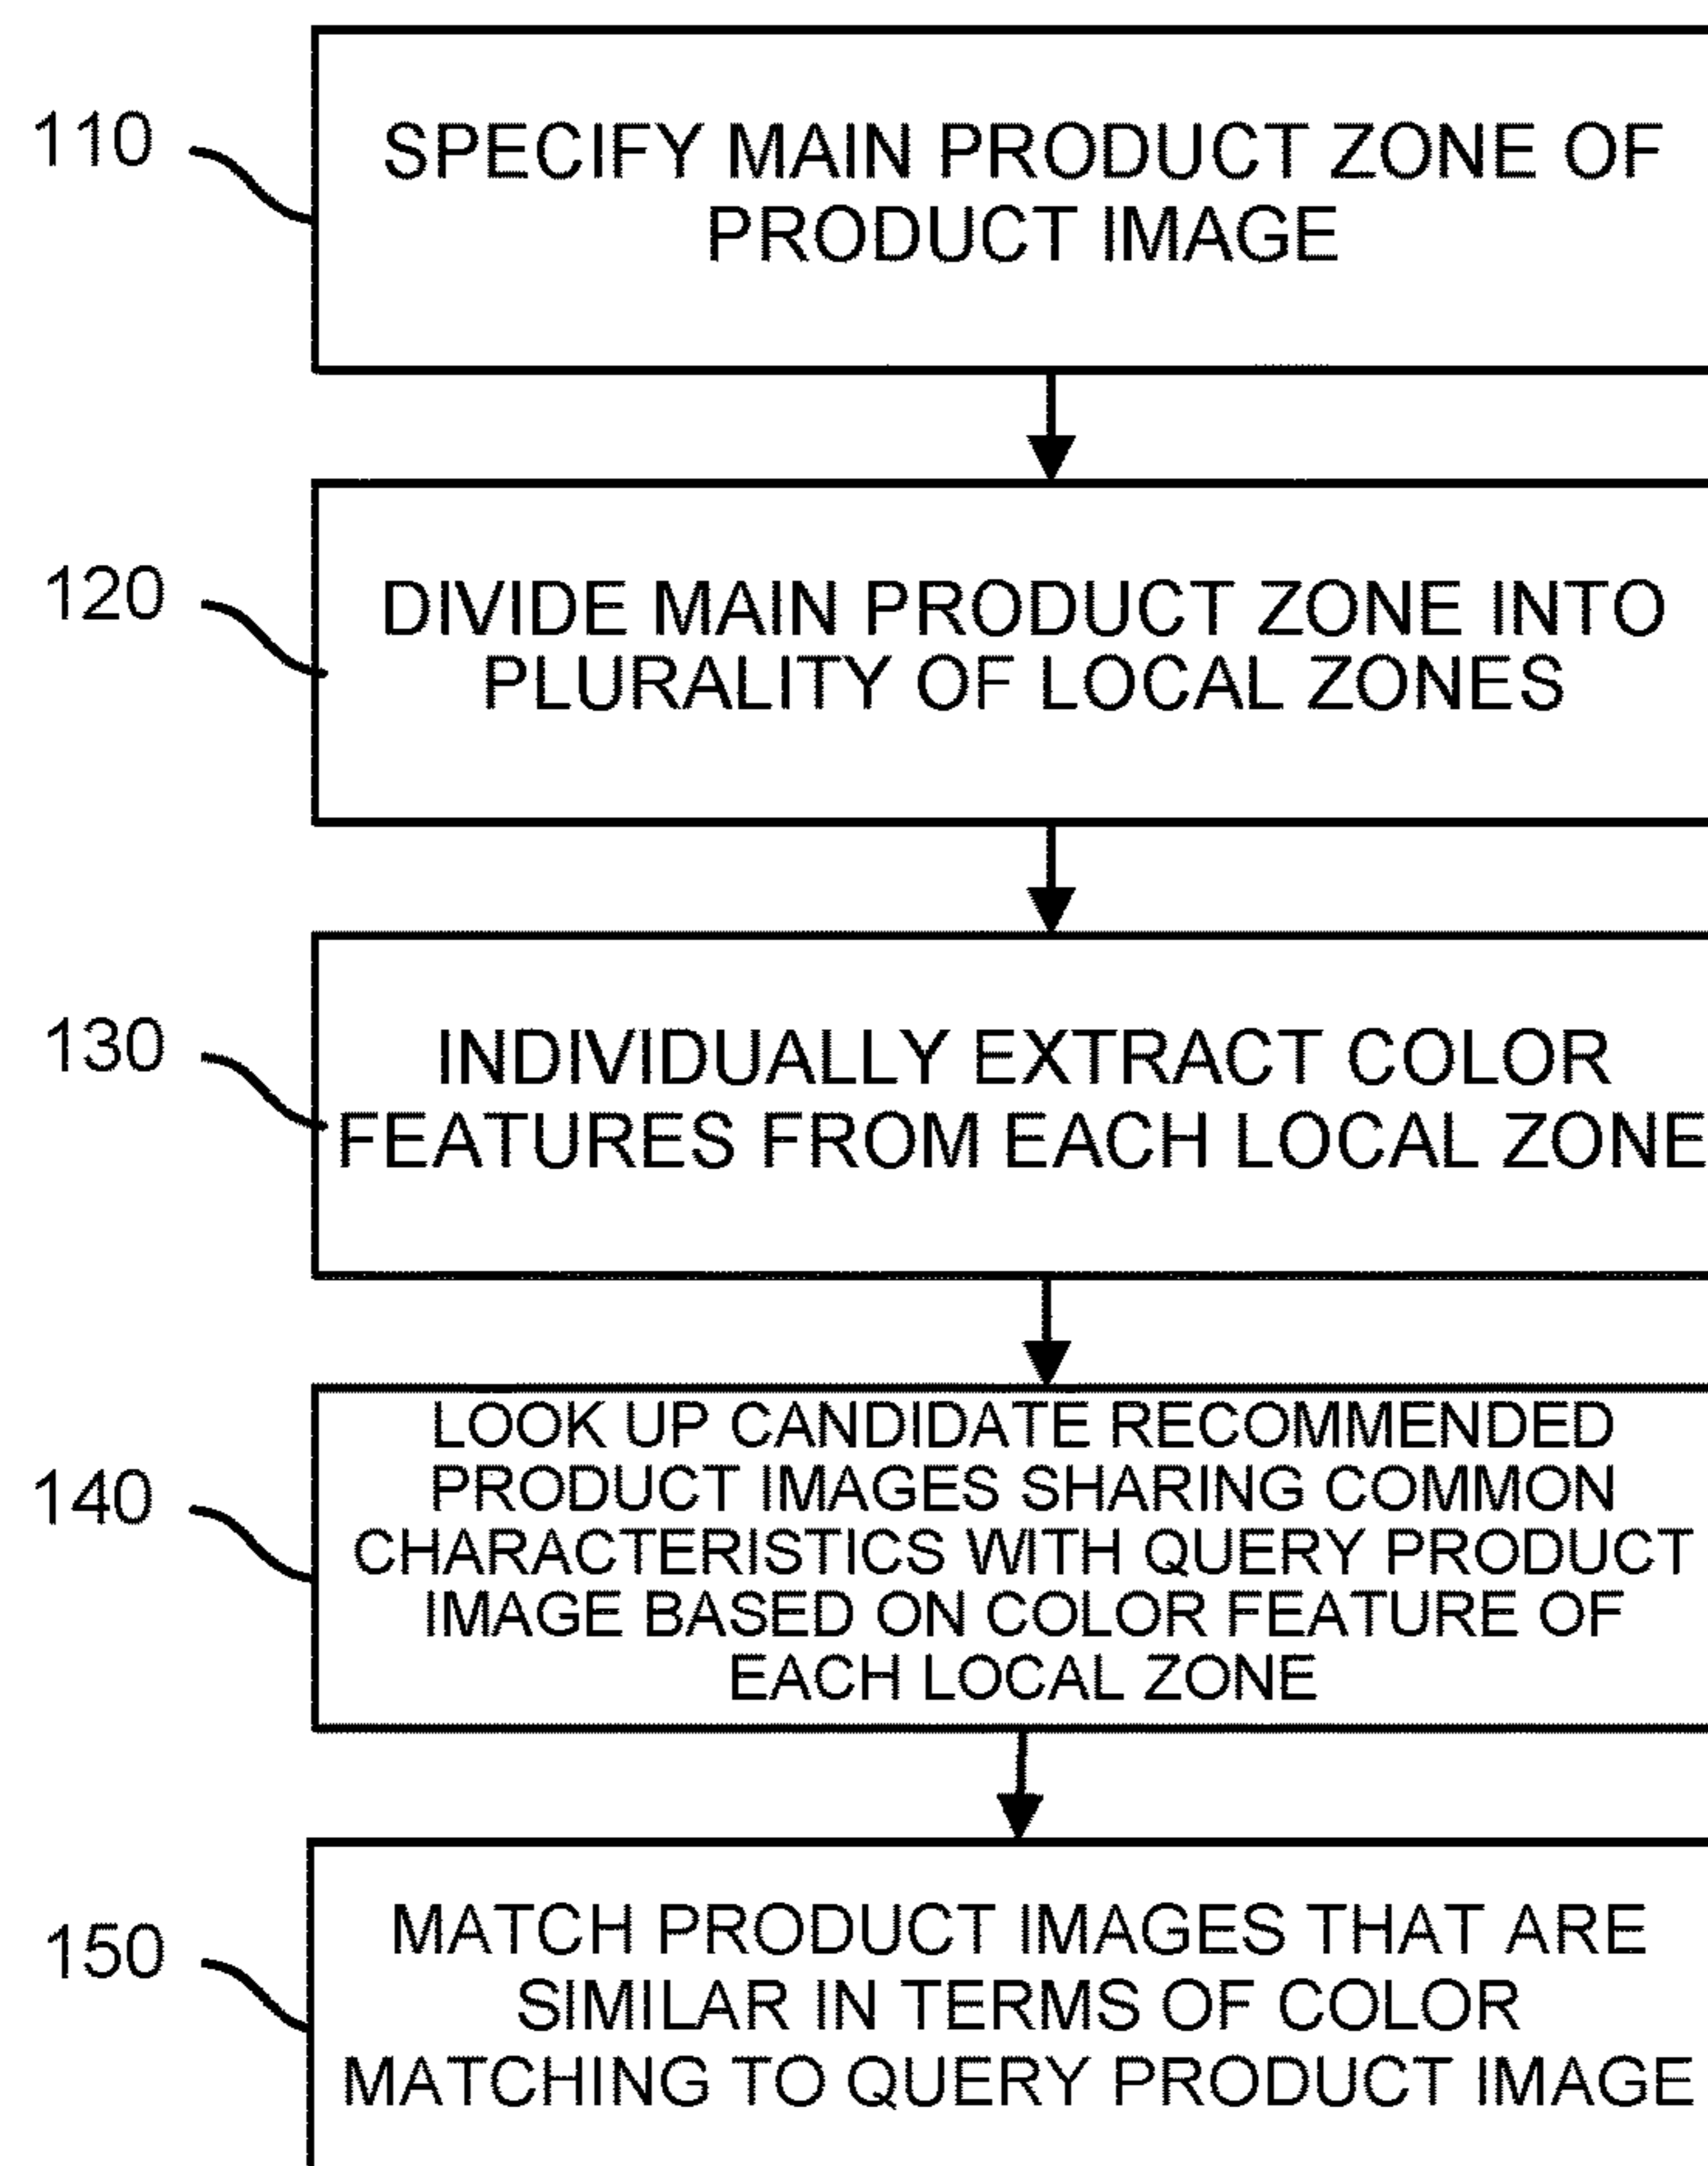 110
SPECIFY MAIN PRODUCT ZONE OF
PRODUCT IMAGE
120
DIVIDE MAIN PRODUCT ZONE INTO
PLURALITY OF LOCAL ZONES
130
INDIVIDUALLY EXTRACT COLOR
FEATURES FROM EACH LOCAL ZONE
140
LOOK UP CANDIDATE RECOMMENDED
PRODUCT IMAGES SHARING COMMON
CHARACTERISTICS WITH QUERY PRODUCT
IMAGE BASED ON COLOR FEATURE OF
EACH LOCAL ZONE
150
MATCH PRODUCT IMAGES THAT ARE
SIMILAR IN TERMS OF COLOR
MATCHING TO QUERY PRODUCT IMAGE